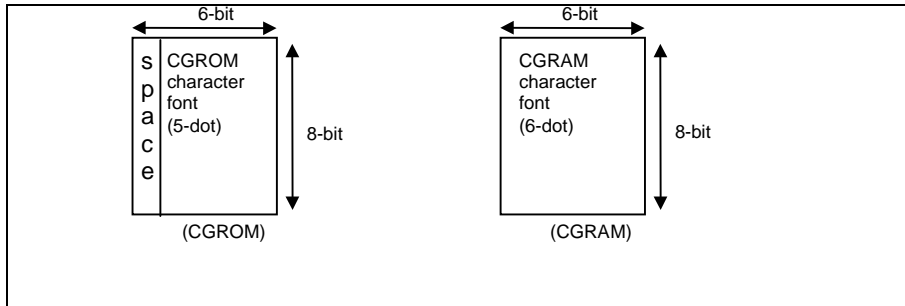 6-bit
space
CGROM
character
font
(5-dot)
8-bit
(CGROM)
6-bit
CGRAM
character
font
(6-dot)
8-bit
(CGRAM)